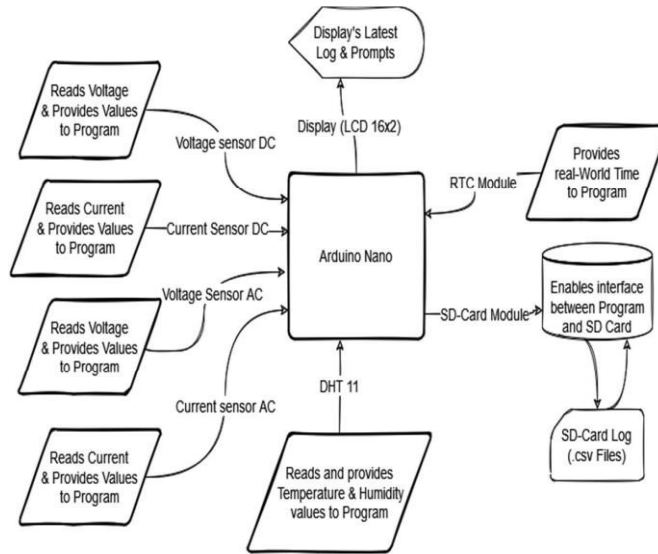 Display's Latest
Log & Prompts
Reads Voltage
& Provides Values
to Program
Display (LCD 16x2)
Voltage sensor DC
Provides
real-World Time
to Program
RTC Module
Reads Current
& Provides Values
to Program
Current Sensor DC
Arduino Nano
Voltage Sensor AC
Enables interface
between Program
and SD Card
SD-Card Module
Reads Voltage
& Provides Values
to Program
DHT 11
Current sensor AC
SD-Card Log
(.csv Files)
Reads Current
& Provides Values
to Program
Reads and provides
Temperature & Humidity
values to Program